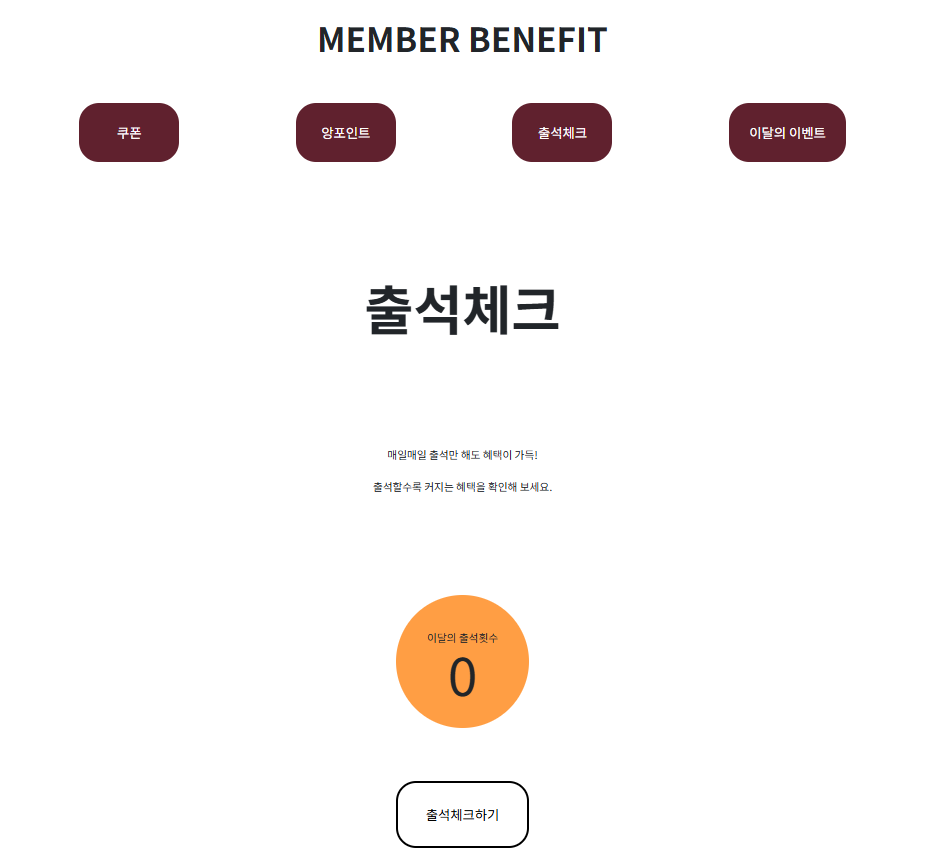 MEMBER BENEFIT
쿠폰 앙포인트 출석체크 이달의 이벤트
출석체크
매일매일 출석만 해도 혜택이 가득!
출석할수록 커지는 혜택을 확인해 보세요.
이달의 출석횟수
0
출석체크하기